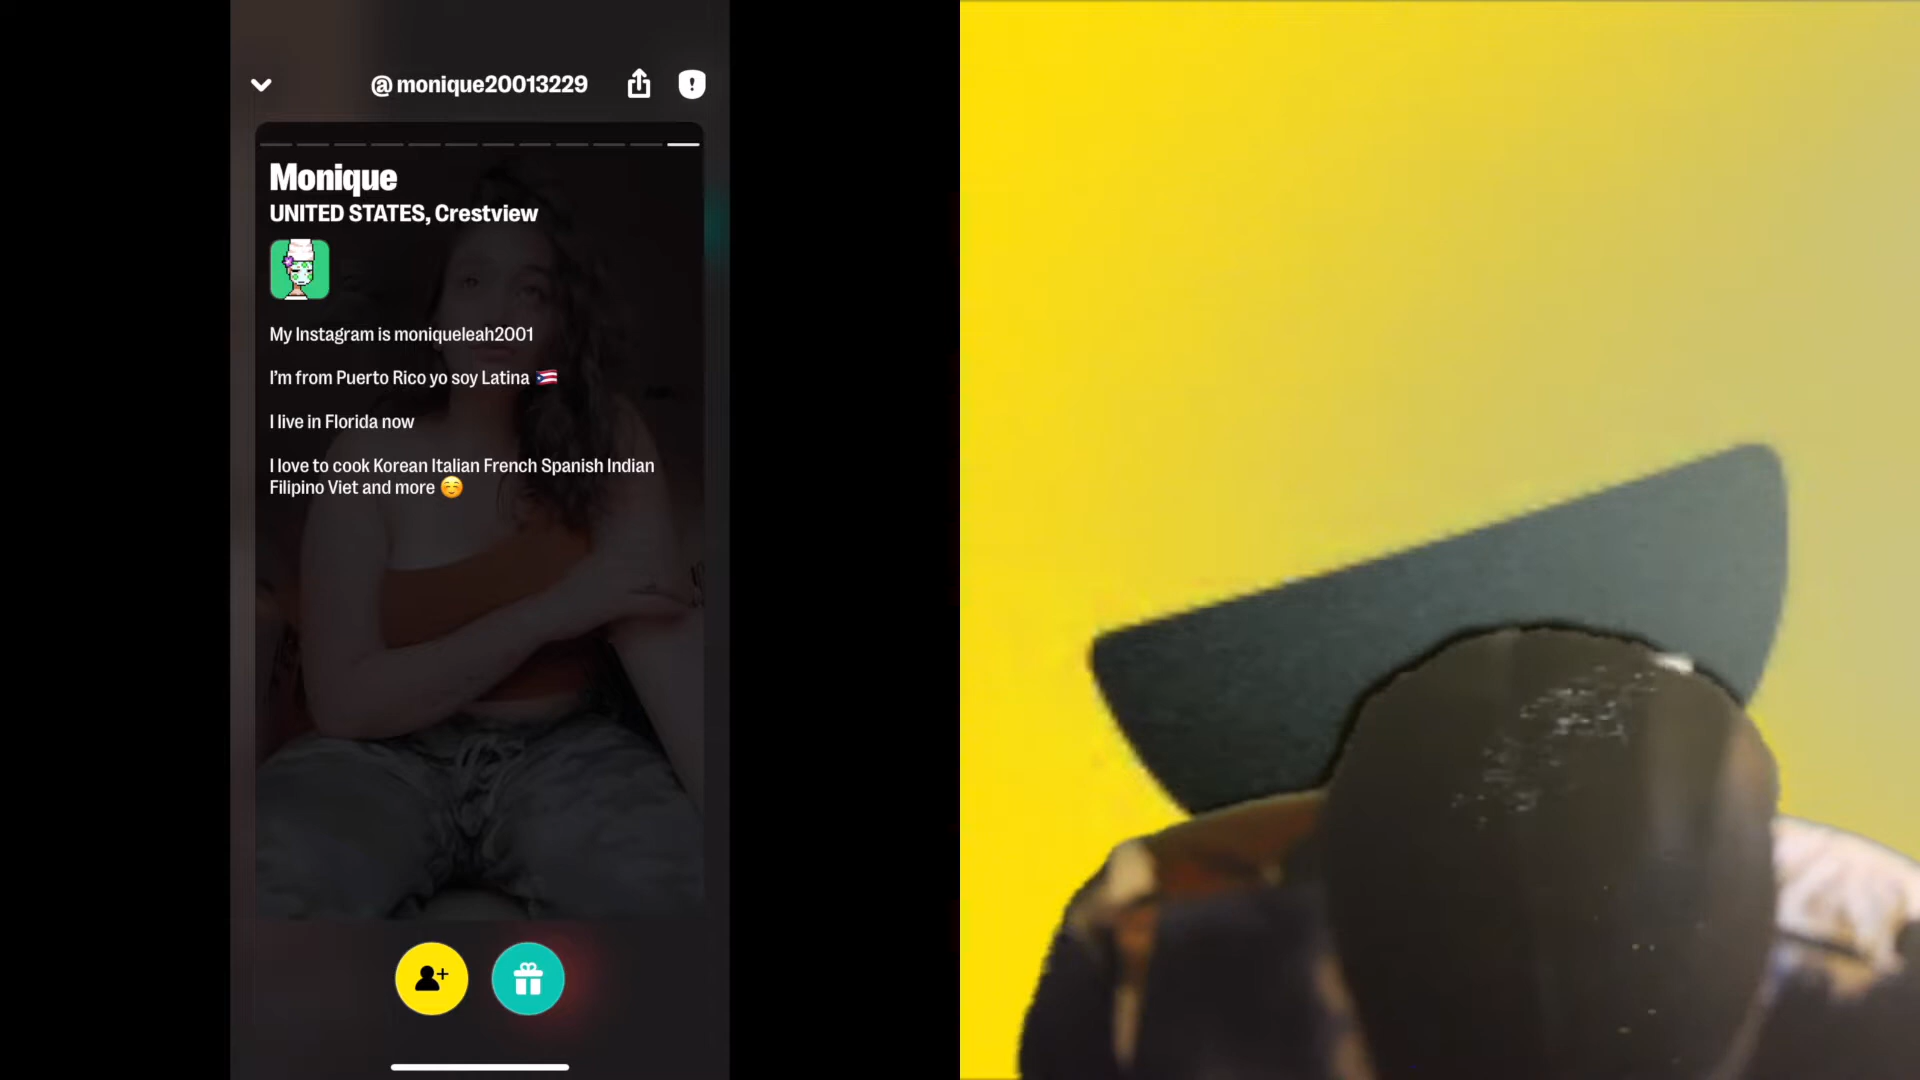 @monique20013229
Monique
UNITED STATES, Crestview
My Instagram is moniqueleah2001
I'm from Puerto Rico yo soy Latina 🇵🇷
I live in Florida now
I love to cook Korean Italian French Spanish Indian
Filipino Viet and more ☺️